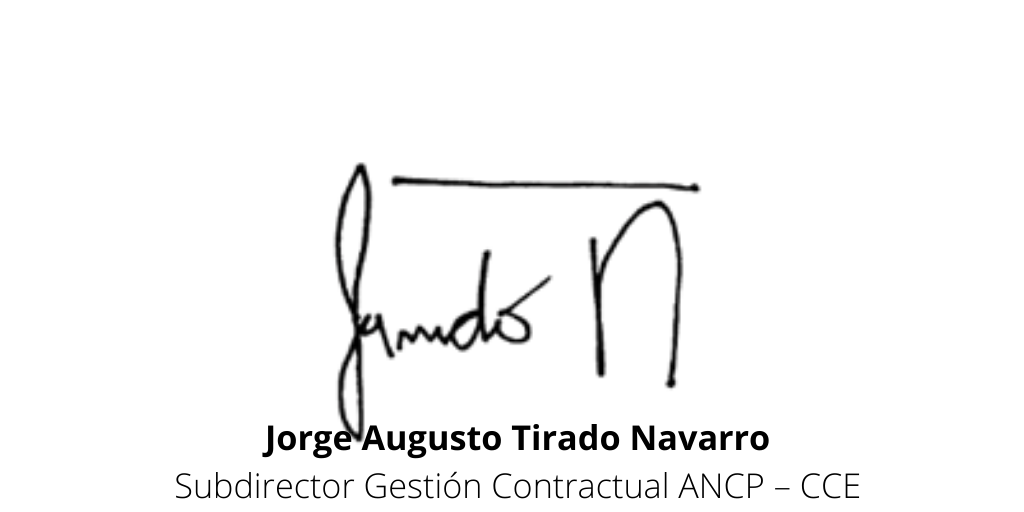 Jorge Augusto Tirado Navarro
Subdirector Gestión Contractual ANCP – CCE